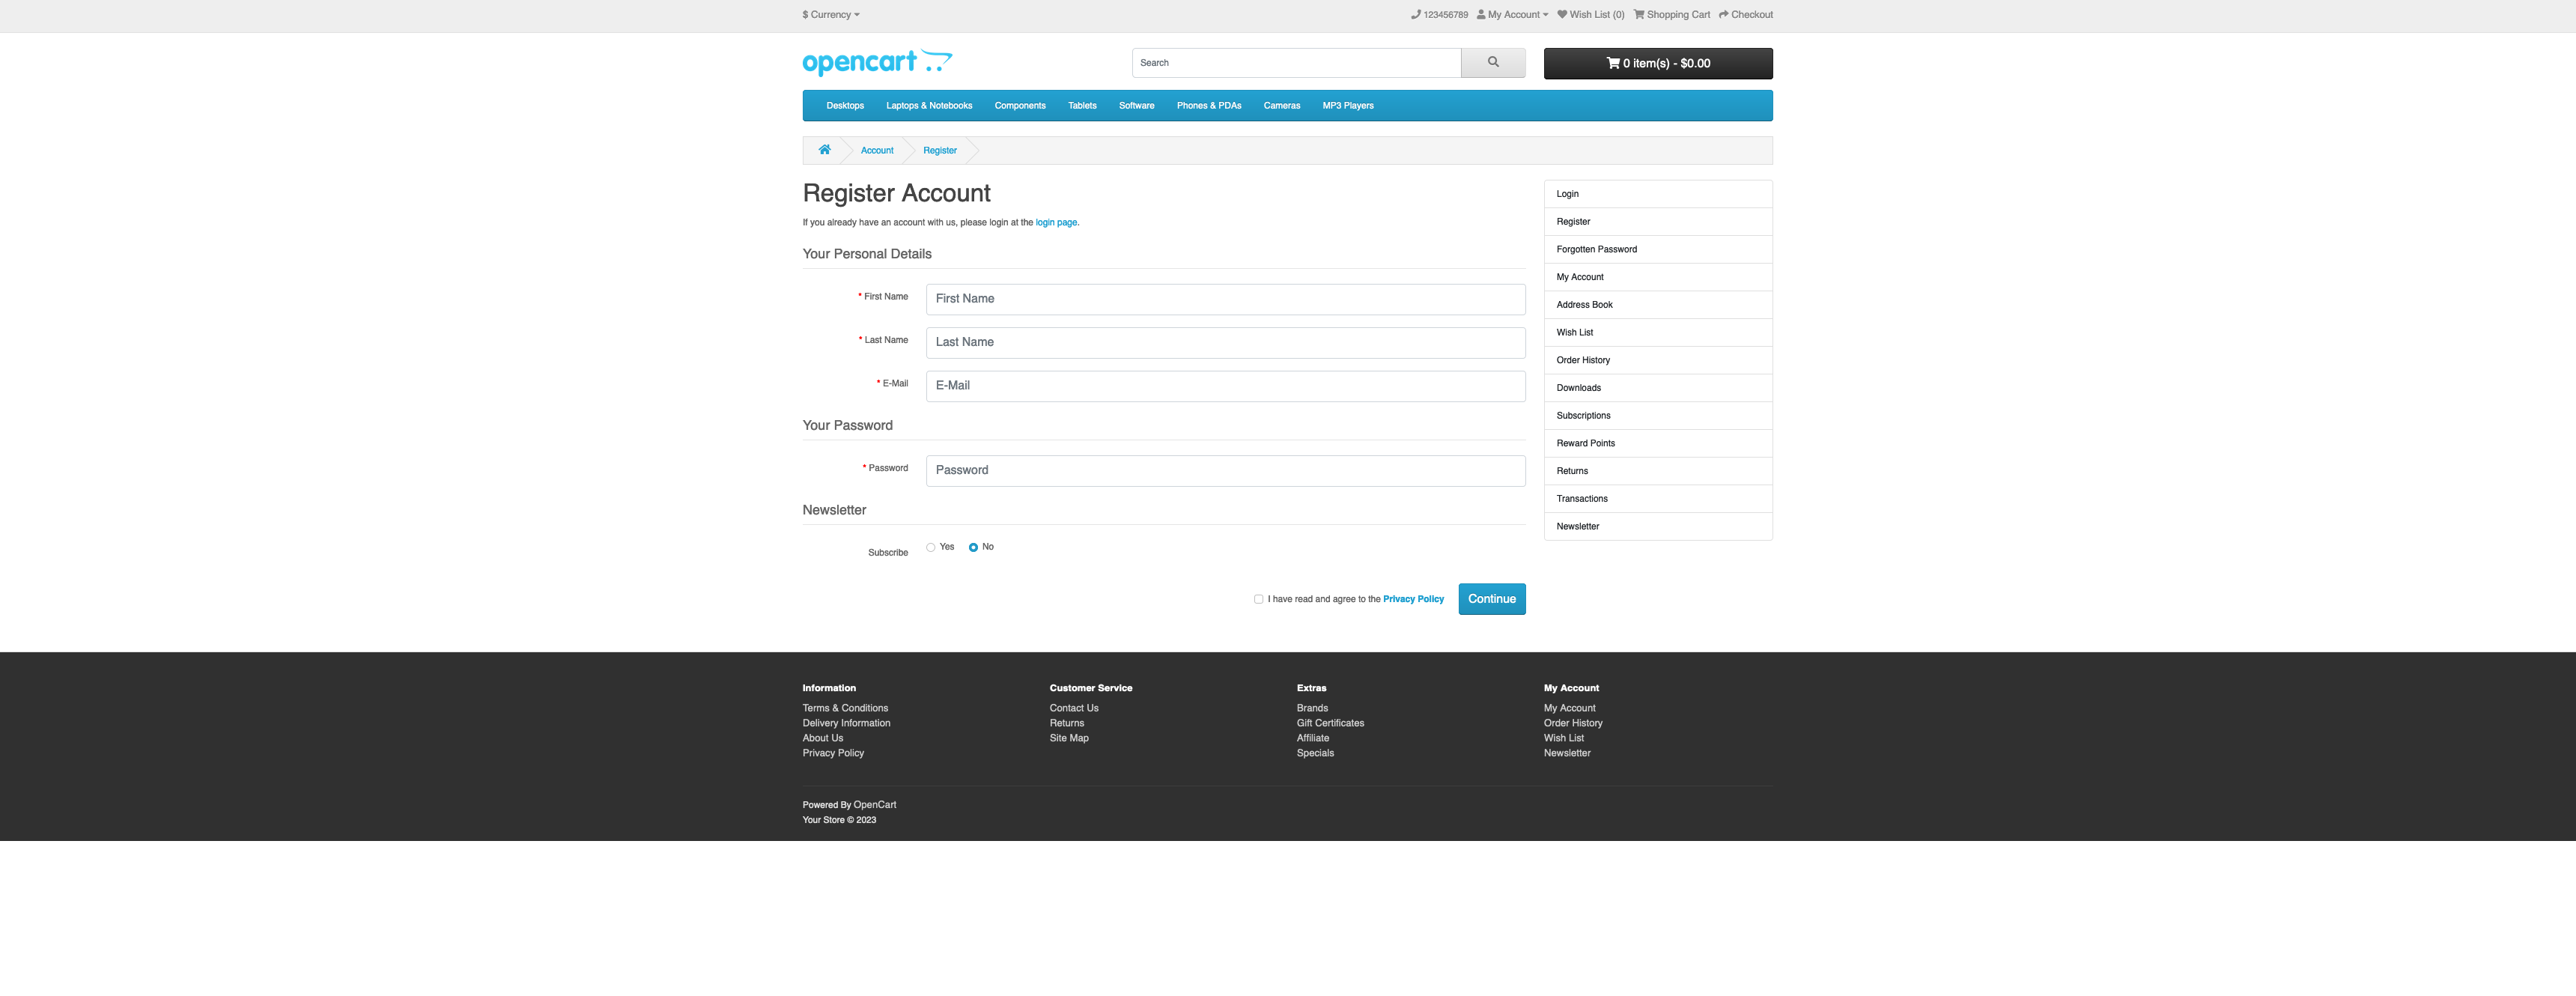 $ Currency
123456789 My Account Wish List (0) Shopping Cart Checkout
opencart
Search
0 item(s) - $0.00
Desktops Laptops & Notebooks Components Tablets Software Phones & PDAs Cameras MP3 Players
Account Register
Register Account
If you already have an account with us, please login at the login page.
Your Personal Details
* First Name First Name
* Last Name Last Name
* E-Mail E-Mail
Your Password
* Password Password
Newsletter
Subscribe Yes No
I have read and agree to the Privacy Policy Continue
Login
Register
Forgotten Password
My Account
Address Book
Wish List
Order History
Downloads
Subscriptions
Reward Points
Returns
Transactions
Newsletter
Information
Terms & Conditions
Delivery Information
About Us
Privacy Policy
Customer Service
Contact Us
Returns
Site Map
Extras
Brands
Gift Certificates
Affiliate
Specials
My Account
My Account
Order History
Wish List
Newsletter
Powered By OpenCart
Your Store © 2023